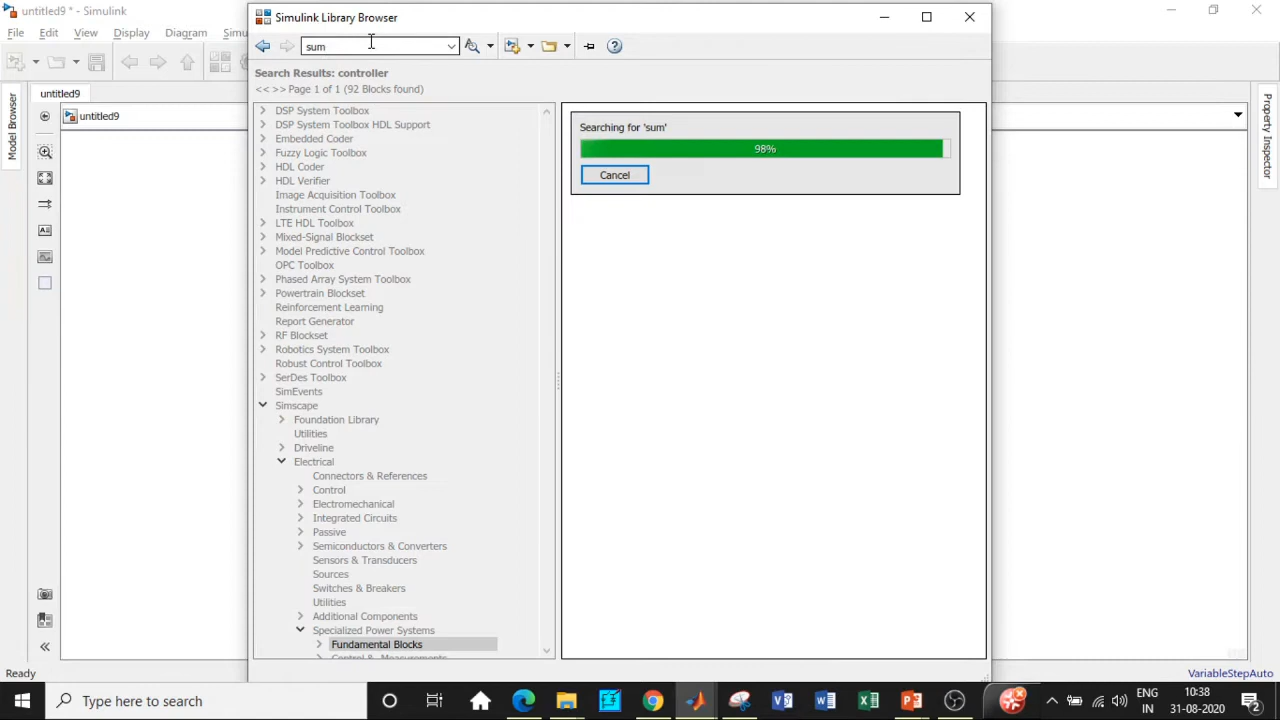 untitled9 * - Simulink
File Edit View Display Diagram Simu
Simulink Library Browser
sum
Search Results: controller
<< >> Page 1 of 1 (92 Blocks found)
untitled9
untitled9
Model Browser
Property Inspector
DSP System Toolbox
DSP System Toolbox HDL Support
Embedded Coder
Fuzzy Logic Toolbox
HDL Coder
HDL Verifier
Image Acquisition Toolbox
Instrument Control Toolbox
LTE HDL Toolbox
Mixed-Signal Blockset
Model Predictive Control Toolbox
OPC Toolbox
Phased Array System Toolbox
Powertrain Blockset
Reinforcement Learning
Report Generator
RF Blockset
Robotics System Toolbox
Robust Control Toolbox
SerDes Toolbox
SimEvents
Simscape
Foundation Library
Utilities
Driveline
Electrical
Connectors & References
Control
Electromechanical
Integrated Circuits
Passive
Semiconductors & Converters
Sensors & Transducers
Sources
Switches & Breakers
Utilities
Additional Components
Specialized Power Systems
Fundamental Blocks
Control & Measurements
Searching for 'sum'
98%
Cancel
Ready
VariableStepAuto
Type here to search
ENG
IN
10:38
31-08-2020
2